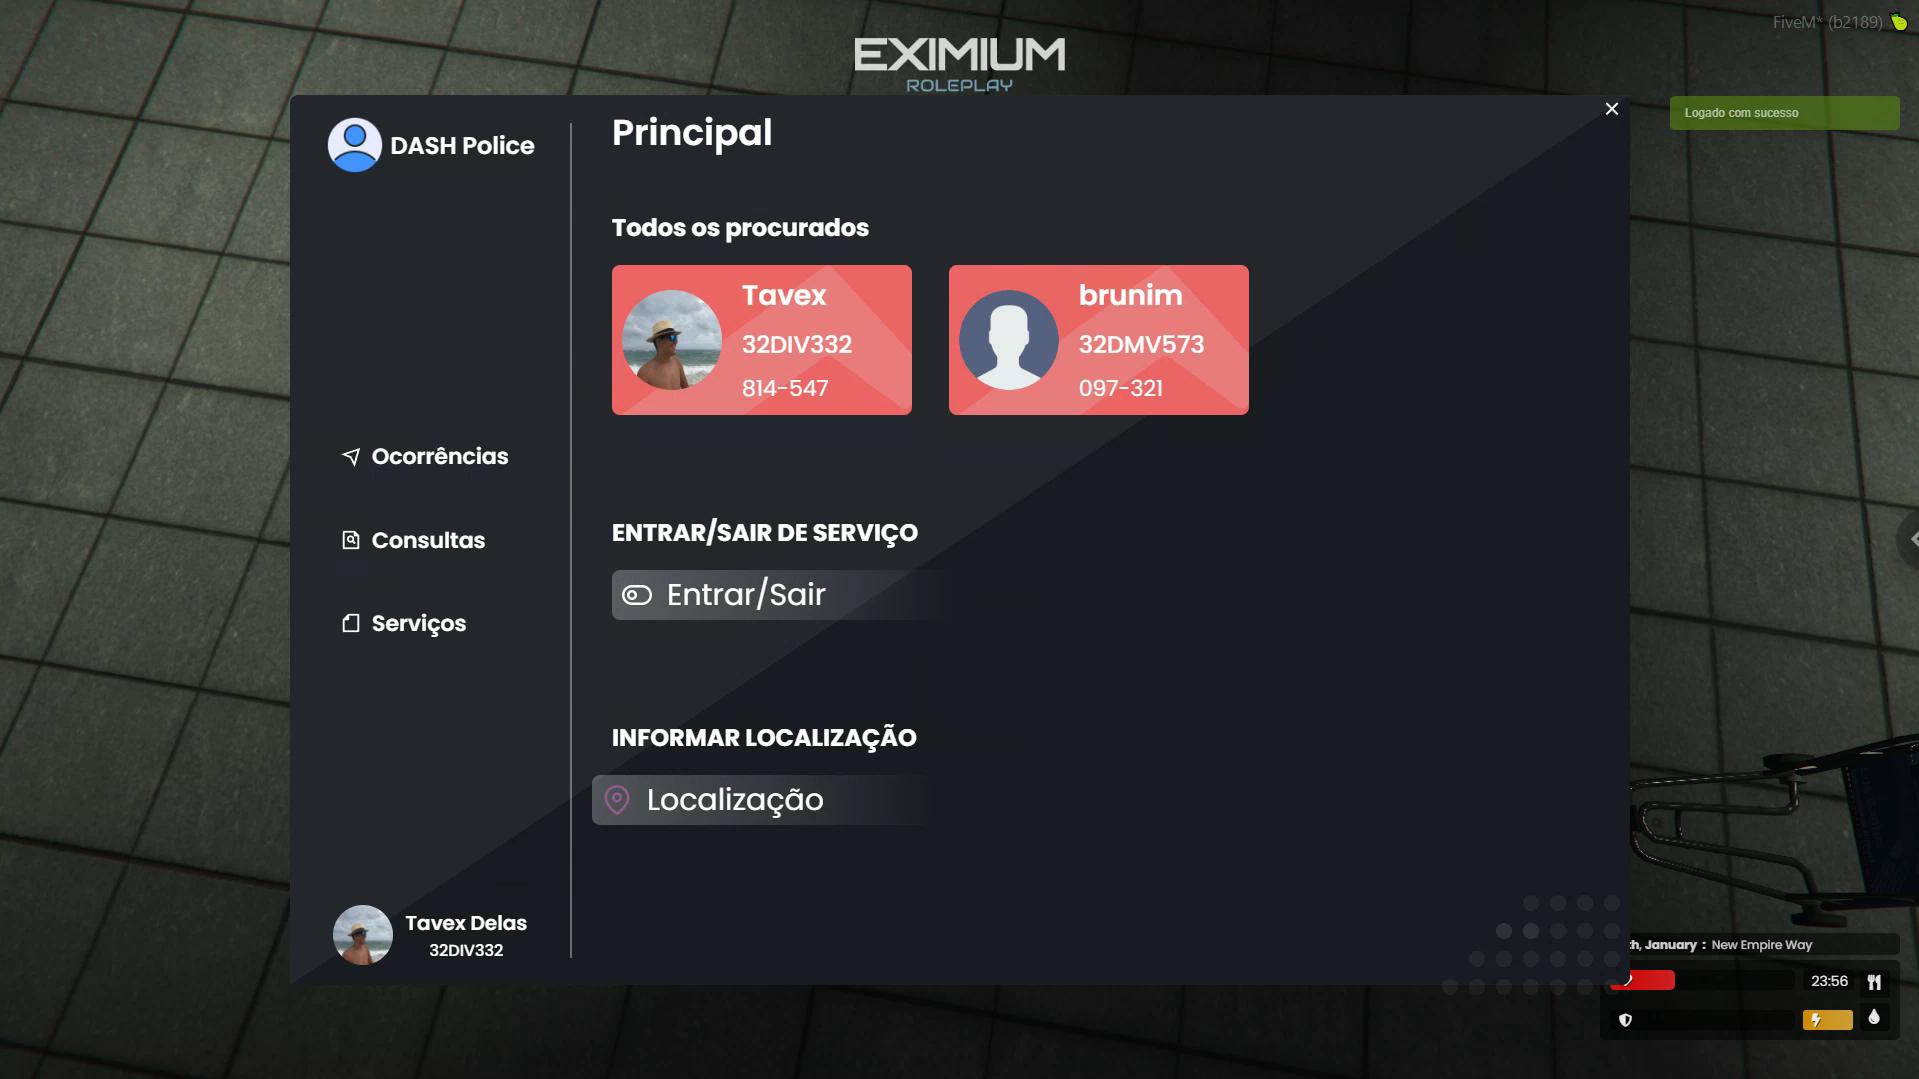 FiveM* (b2189)
EXIMIUM
ROLEPLAY
Logado com sucesso
DASH Police
Principal
Todos os procurados
Tavex
32DIV332
814-547
brunim
32DMV573
097-321
Ocorrências
Consultas
Serviços
ENTRAR/SAIR DE SERVIÇO
Entrar/Sair
INFORMAR LOCALIZAÇÃO
Localização
Tavex Delas
32DIV332
th, January : New Empire Way
23:56